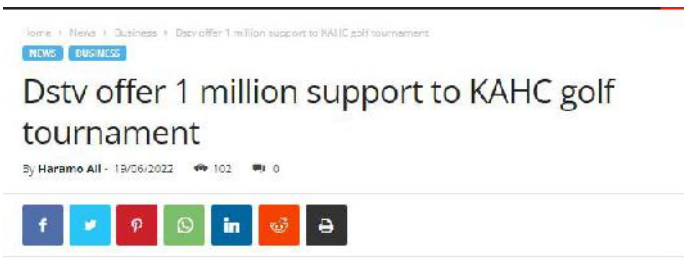 Home › News › Business › Dstv offer 1 million support to KAHC golf tournament
NEWS BUSINESS
Dstv offer 1 million support to KAHC golf
tournament
By Haramo Ali - 19/06/2022 102 0
f in